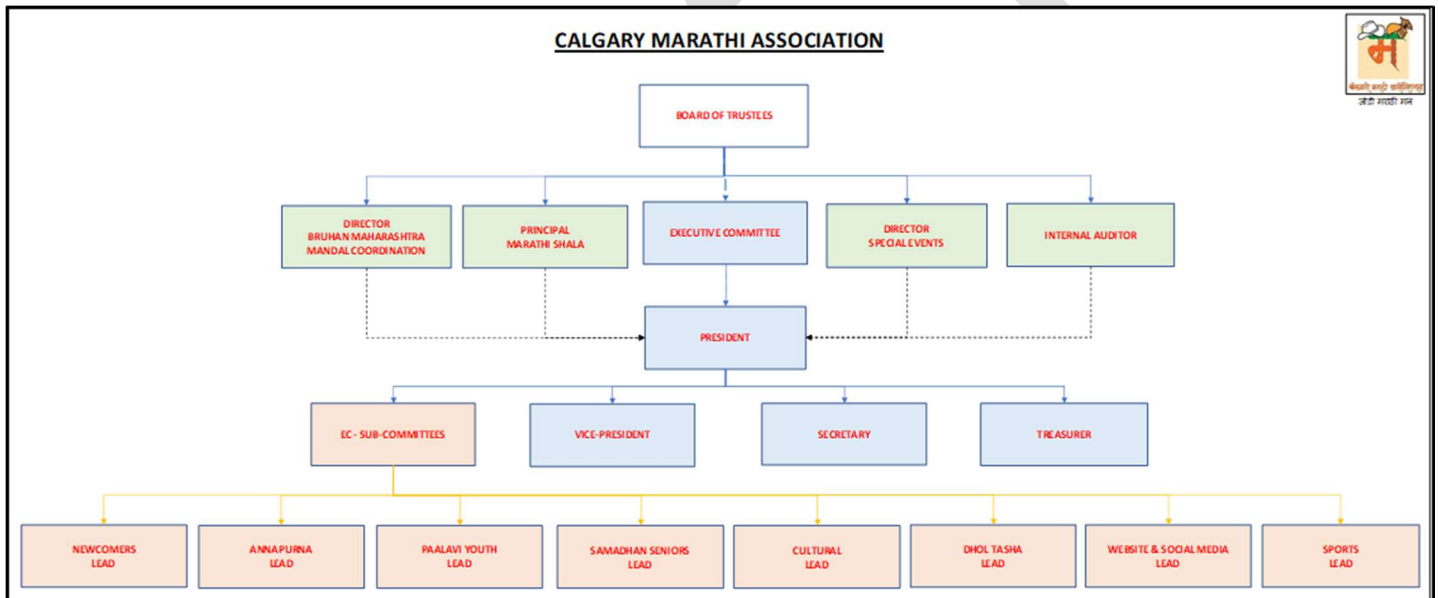 CALGARY MARATHI ASSOCIATION
म
जोडी मराठी मन
BOARD OF TRUSTEES
DIRECTOR
BRUHAN MAHARASHTRA
MANDAL COORDINATION
PRINCIPAL
MARATHI SHALA
EXECUTIVE COMMITTEE
DIRECTOR
SPECIAL EVENTS
INTERNAL AUDITOR
PRESIDENT
EC - SUB-COMMITTEES
VICE-PRESIDENT
SECRETARY
TREASURER
NEWCOMERS
LEAD
ANNAPURNA
LEAD
PAALAVI YOUTH
LEAD
SAMADHAN SENIORS
LEAD
CULTURAL
LEAD
DHOL TASHA
LEAD
WEBSITE & SOCIAL MEDIA
LEAD
SPORTS
LEAD